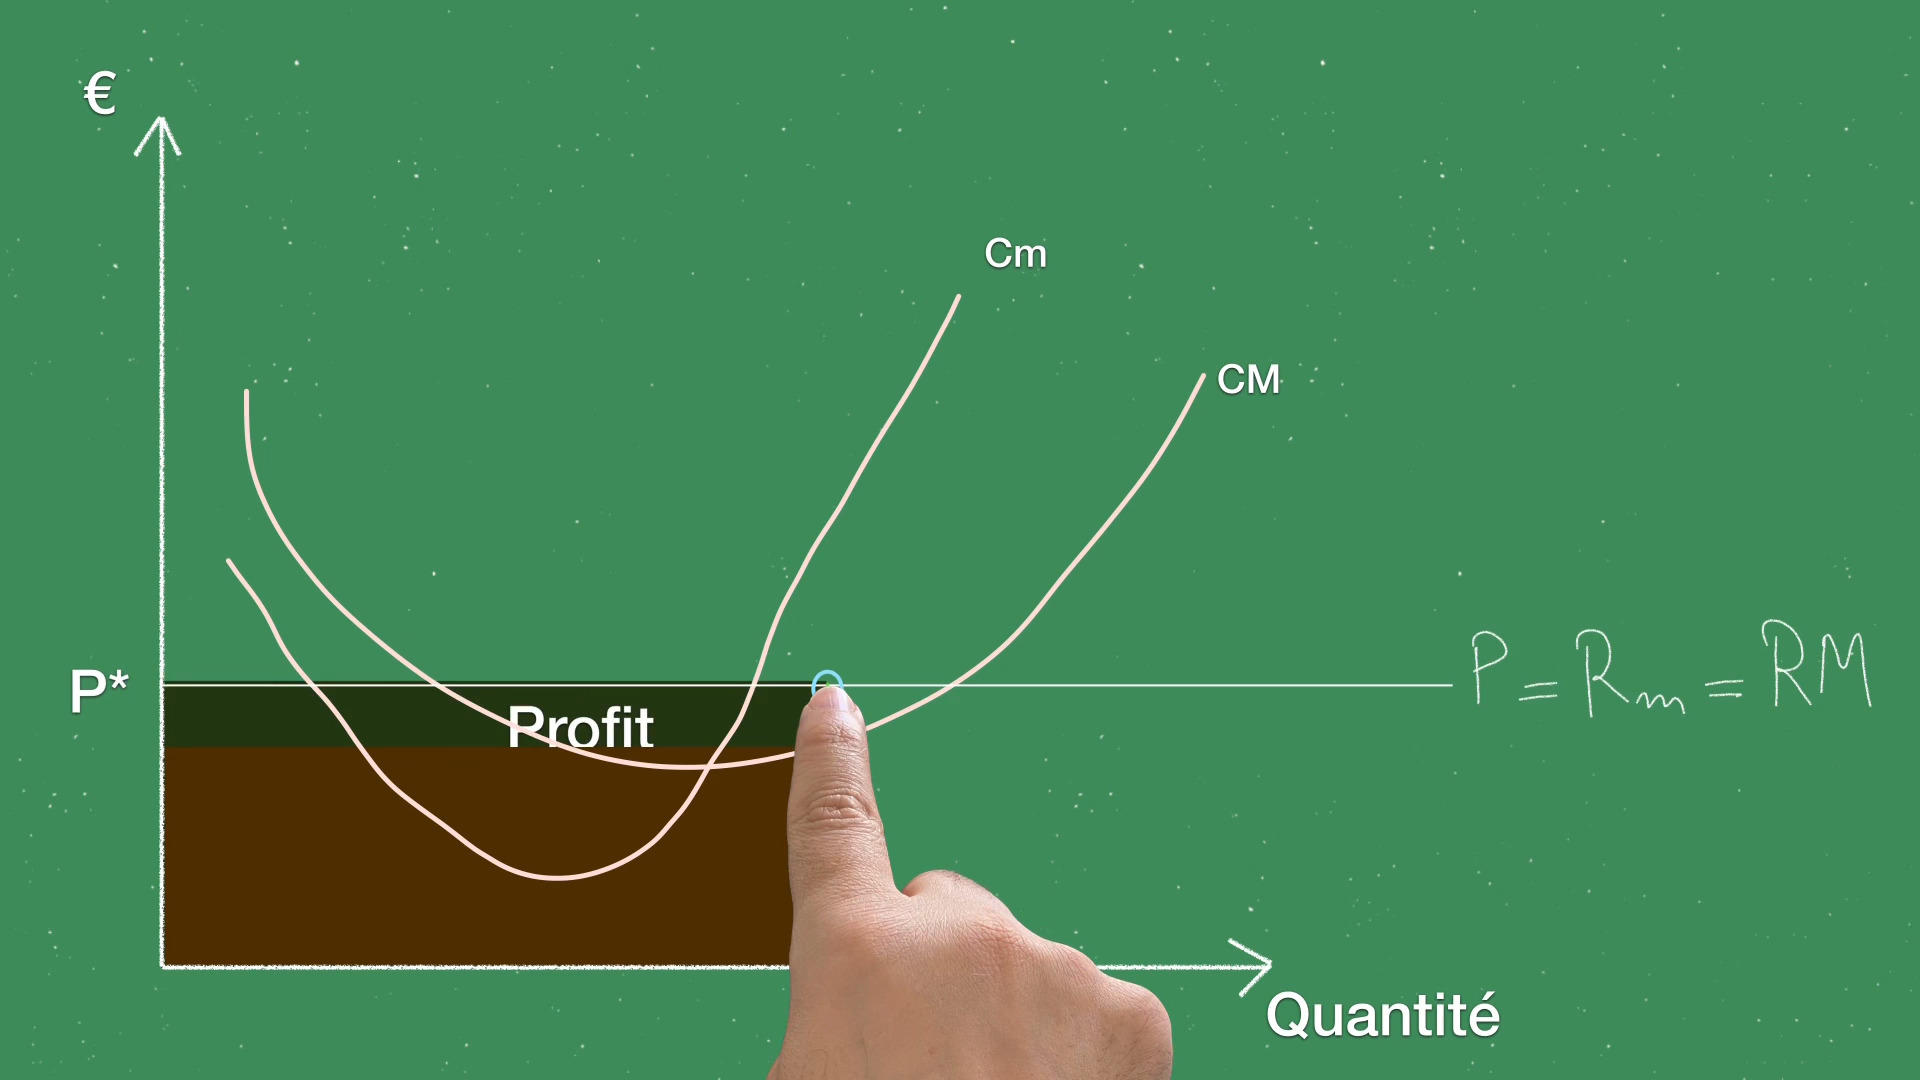 €
Cm
CM
P = Rm = RM
P*
Profit
Quantité